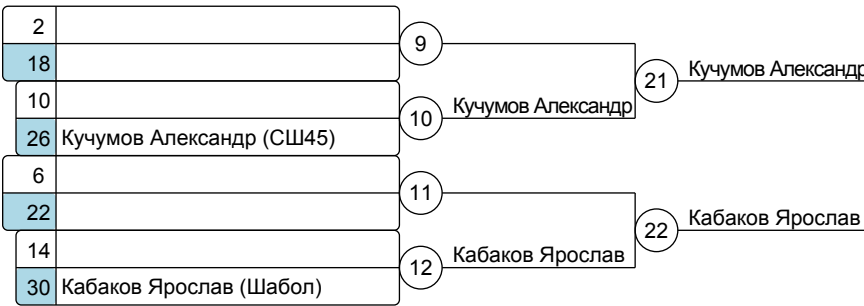 2
9
18
21 Кучумов Александр
10
10 Кучумов Александр
26 Кучумов Александр (СШ45)
6
11
22
22 Кабаков Ярослав
14
12 Кабаков Ярослав
30 Кабаков Ярослав (Шабол)